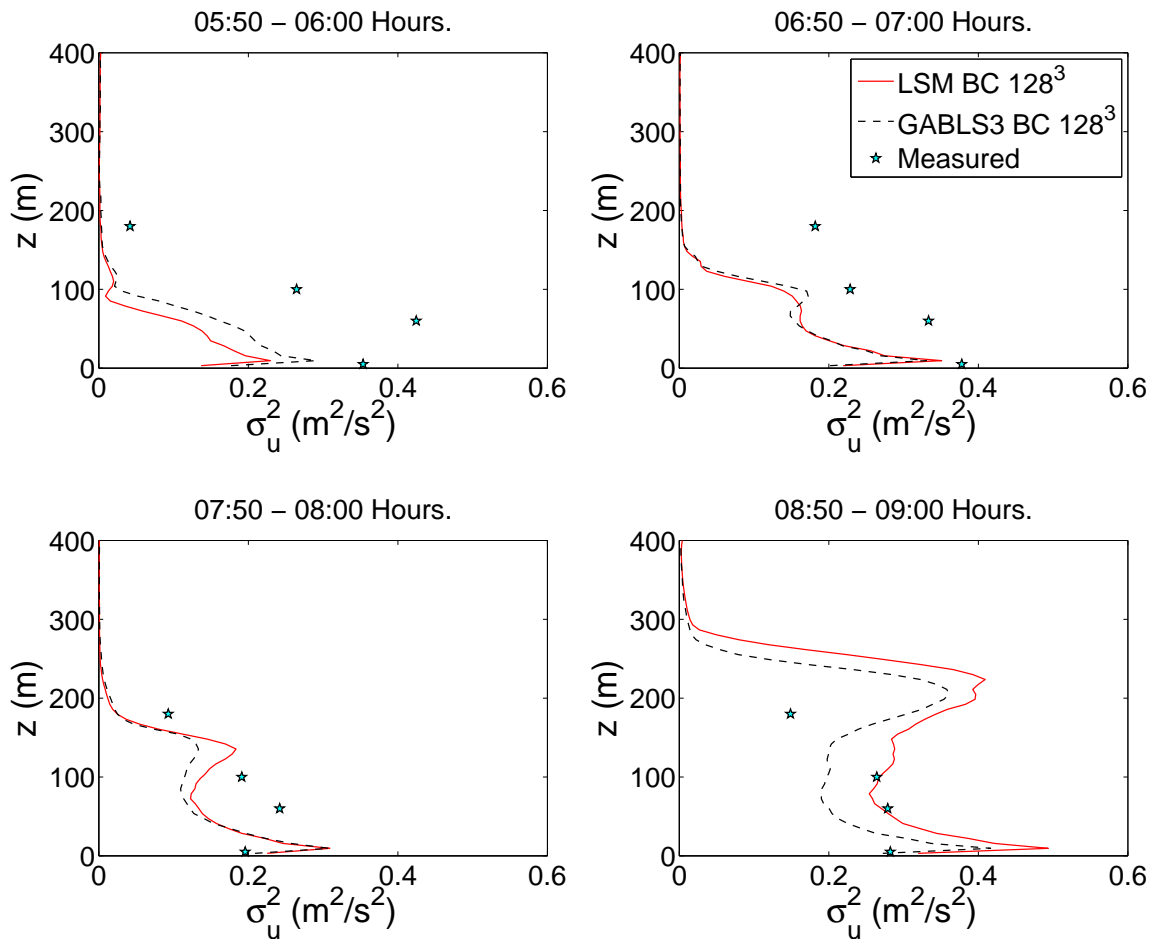 05:50 – 06:00 Hours.
400
300
200
100
0
z (m)
0
0.2
0.4
0.6
σ_u^2 (m^2/s^2)
06:50 – 07:00 Hours.
LSM BC 128^3
GABLS3 BC 128^3
Measured
400
300
200
100
0
z (m)
0
0.2
0.4
0.6
σ_u^2 (m^2/s^2)
07:50 – 08:00 Hours.
400
300
200
100
0
z (m)
0
0.2
0.4
0.6
σ_u^2 (m^2/s^2)
08:50 – 09:00 Hours.
400
300
200
100
0
z (m)
0
0.2
0.4
0.6
σ_u^2 (m^2/s^2)